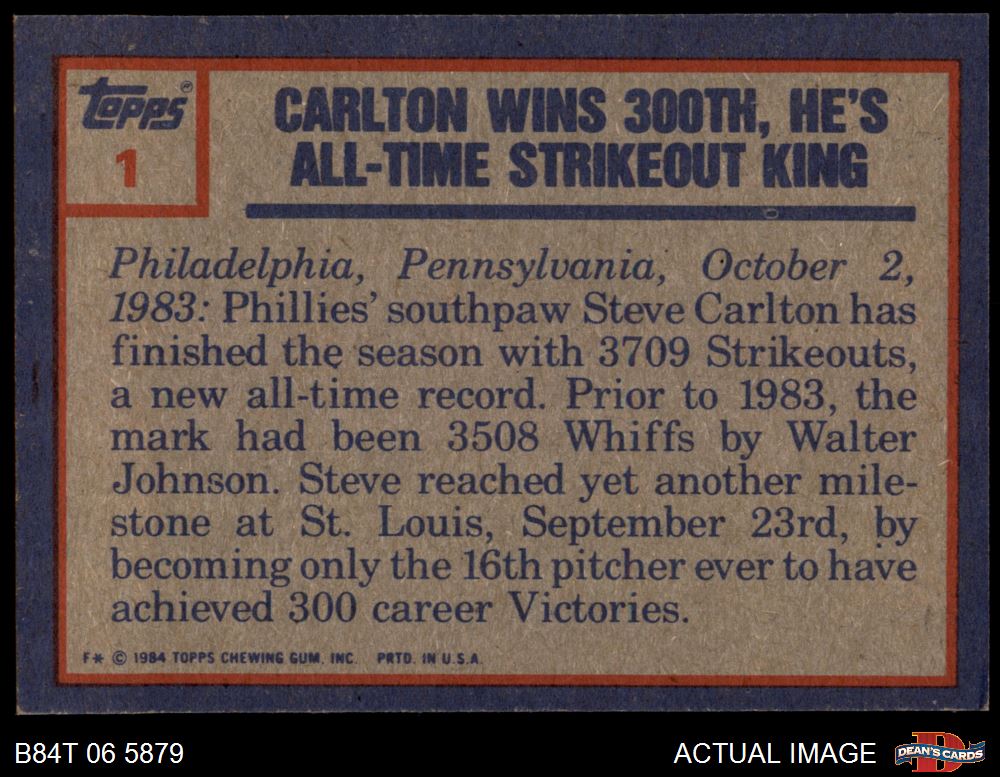 Topps®
1
CARLTON WINS 300TH, HE'S
ALL-TIME STRIKEOUT KING
Philadelphia, Pennsylvania, October 2,
1983: Phillies' southpaw Steve Carlton has
finished the season with 3709 Strikeouts,
a new all-time record. Prior to 1983, the
mark had been 3508 Whiffs by Walter
Johnson. Steve reached yet another mile-
stone at St. Louis, September 23rd, by
becoming only the 16th pitcher ever to have
achieved 300 career Victories.
F* © 1984 TOPPS CHEWING GUM, INC. PRTD. IN U.S.A.
B84T 06 5879
ACTUAL IMAGE
D
DEAN'S CARDS